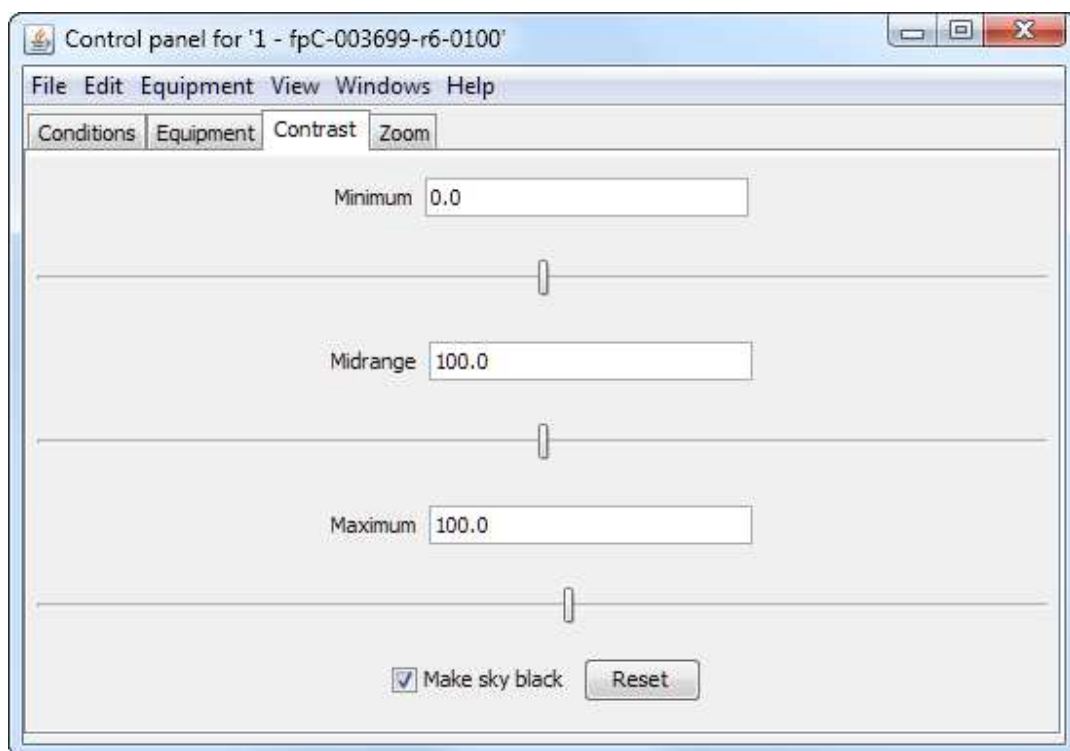 Control panel for '1 - fpC-003699-r6-0100'
File Edit Equipment View Windows Help
Conditions Equipment Contrast Zoom
Minimum 0.0
Midrange 100.0
Maximum 100.0
Make sky black Reset